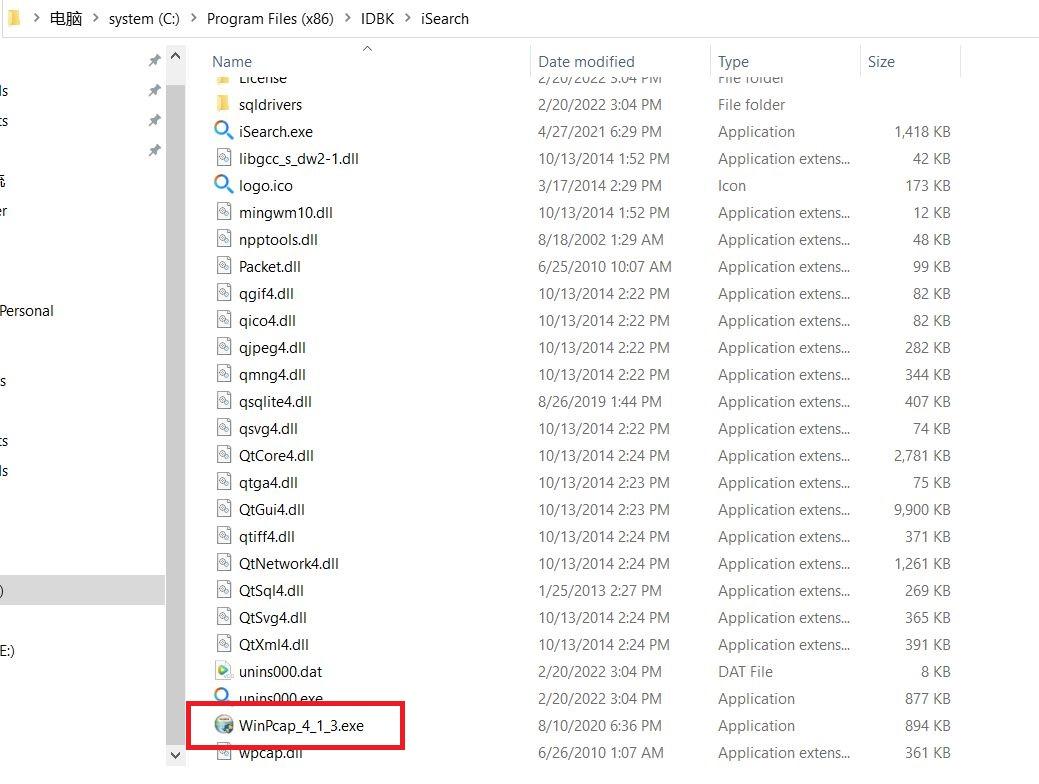 电脑 > system (C:) > Program Files (x86) > IDBK > iSearch
Name Date modified Type Size
License 2/20/2022 3:04 PM File folder
sqldrivers 2/20/2022 3:04 PM File folder
iSearch.exe 4/27/2021 6:29 PM Application 1,418 KB
libgcc_s_dw2-1.dll 10/13/2014 1:52 PM Application extens... 42 KB
logo.ico 3/17/2014 2:29 PM Icon 173 KB
mingwm10.dll 10/13/2014 1:52 PM Application extens... 12 KB
npptools.dll 8/18/2002 1:29 AM Application extens... 48 KB
Packet.dll 6/25/2010 10:07 AM Application extens... 99 KB
qgif4.dll 10/13/2014 2:22 PM Application extens... 82 KB
qico4.dll 10/13/2014 2:22 PM Application extens... 82 KB
Personal
qjpeg4.dll 10/13/2014 2:22 PM Application extens... 282 KB
qmng4.dll 10/13/2014 2:22 PM Application extens... 344 KB
qsqlite4.dll 8/26/2019 1:44 PM Application extens... 407 KB
qsvg4.dll 10/13/2014 2:22 PM Application extens... 74 KB
QtCore4.dll 10/13/2014 2:24 PM Application extens... 2,781 KB
qtga4.dll 10/13/2014 2:23 PM Application extens... 75 KB
QtGui4.dll 10/13/2014 2:23 PM Application extens... 9,900 KB
qtiff4.dll 10/13/2014 2:24 PM Application extens... 371 KB
QtNetwork4.dll 10/13/2014 2:24 PM Application extens... 1,261 KB
QtSql4.dll 1/25/2013 2:27 PM Application extens... 269 KB
QtSvg4.dll 10/13/2014 2:24 PM Application extens... 365 KB
QtXml4.dll 10/13/2014 2:24 PM Application extens... 391 KB
E:)
unins000.dat 2/20/2022 3:04 PM DAT File 8 KB
unins000.exe 2/20/2022 3:04 PM Application 877 KB
WinPcap_4_1_3.exe 8/10/2020 6:36 PM Application 894 KB
wpcap.dll 6/26/2010 1:07 AM Application extens... 361 KB